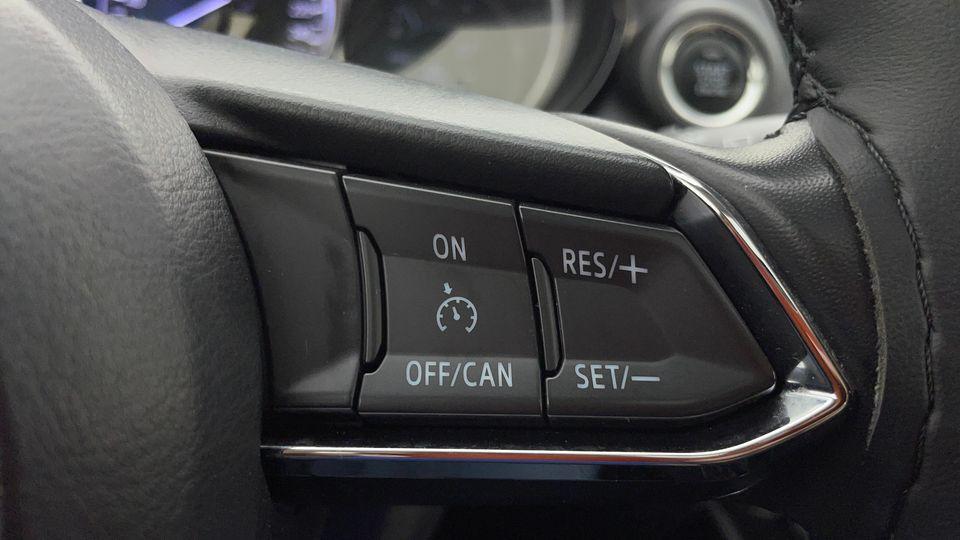 ON
RES/+
OFF/CAN
SET/−